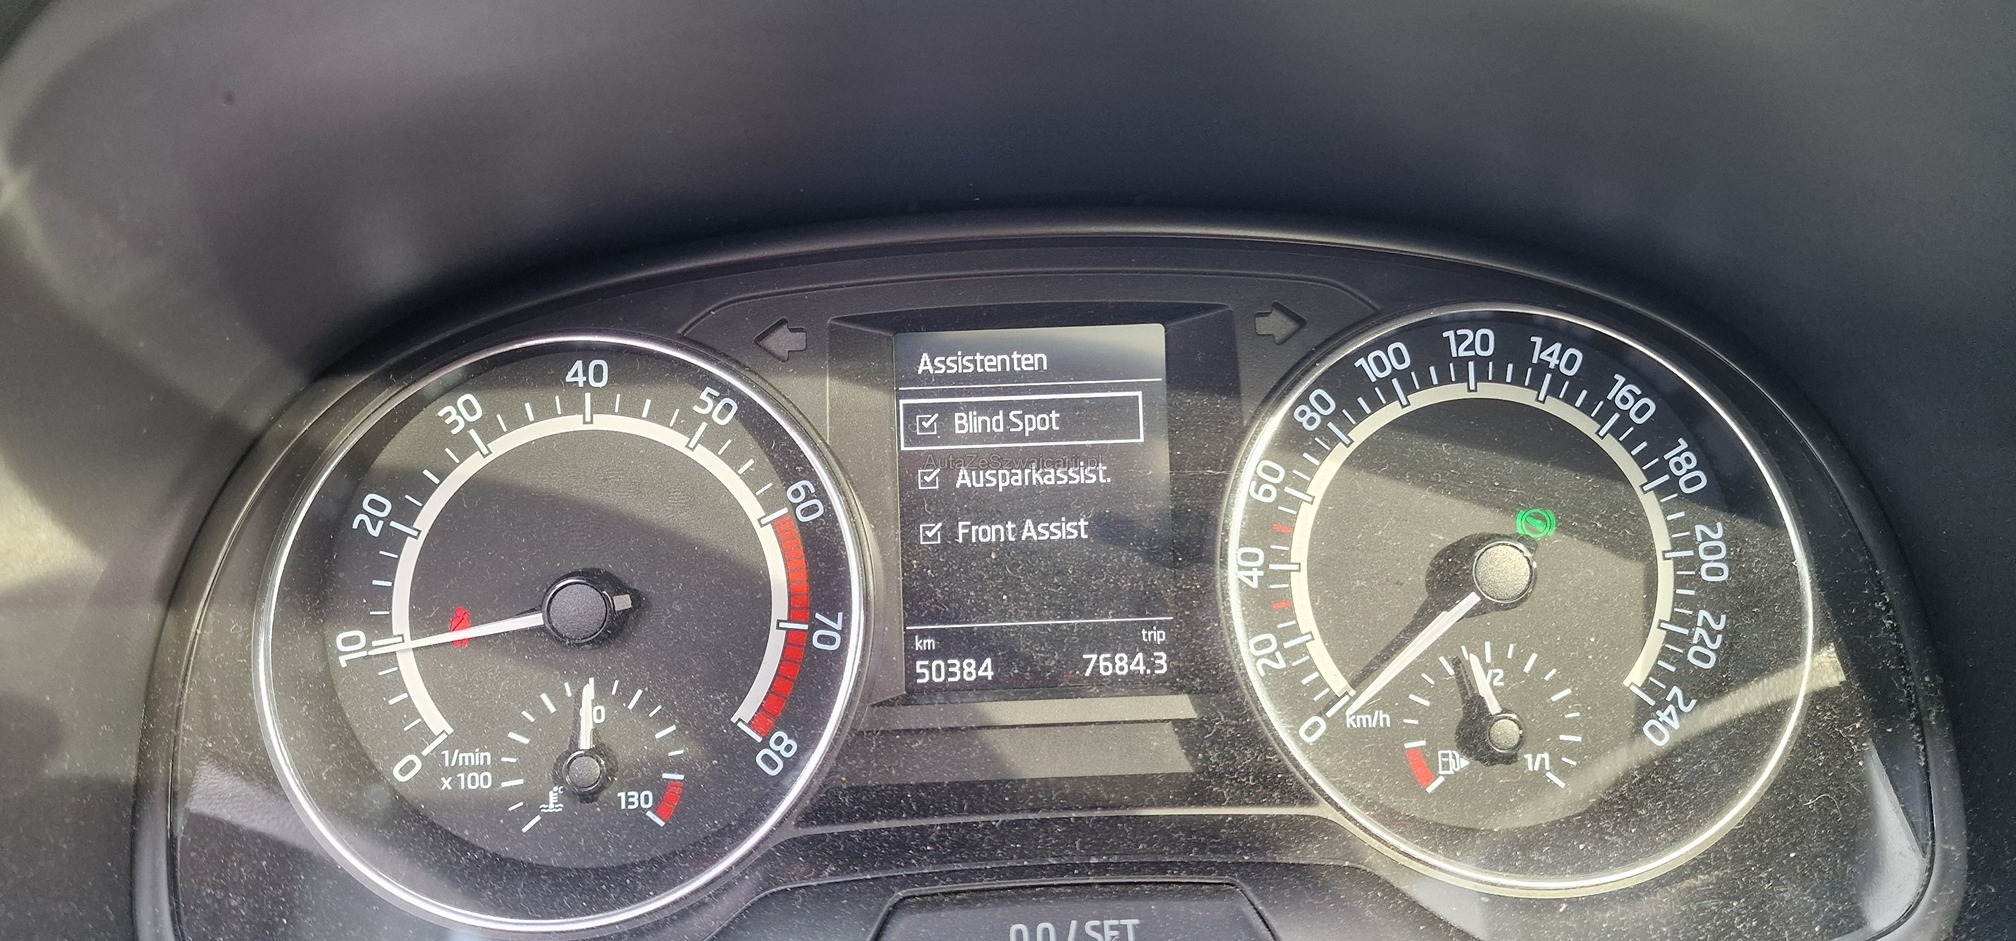 Assistenten
Blind Spot
AutaZeSzwajcarii.pl
Ausparkassist.
Front Assist
km
trip
50384
7684.3
0
10
20
30
40
50
60
70
80
1/min
x 100
130
0
20
40
60
80
100
120
140
160
180
200
220
240
km/h
1/1
0.0 / SET